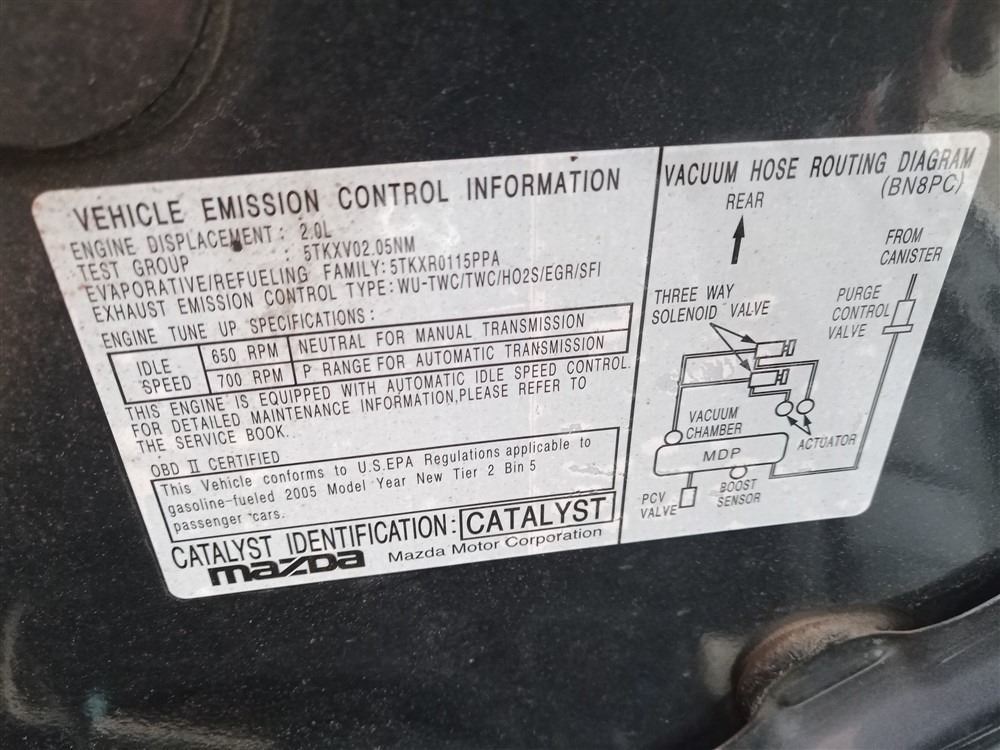 VEHICLE EMISSION CONTROL INFORMATION
ENGINE DISPLACEMENT: 2.0L
TEST GROUP : 5TKXV02.05NM
EVAPORATIVE/REFUELING FAMILY: 5TKXR0115PPA
EXHAUST EMISSION CONTROL TYPE: WU-TWC/TWC/HO2S/EGR/SFI
ENGINE TUNE UP SPECIFICATIONS:
IDLE SPEED
650 RPM NEUTRAL FOR MANUAL TRANSMISSION
700 RPM P RANGE FOR AUTOMATIC TRANSMISSION
THIS ENGINE IS EQUIPPED WITH AUTOMATIC IDLE SPEED CONTROL.
FOR DETAILED MAINTENANCE INFORMATION,PLEASE REFER TO
THE SERVICE BOOK.
OBD II CERTIFIED
This Vehicle conforms to U.S.EPA Regulations applicable to
gasoline-fueled 2005 Model Year New Tier 2 Bin 5
passenger cars.
CATALYST IDENTIFICATION: CATALYST
mazda Mazda Motor Corporation
VACUUM HOSE ROUTING DIAGRAM
(BN8PC)
REAR
FROM
CANISTER
THREE WAY
SOLENOID VALVE
PURGE
CONTROL
VALVE
VACUUM
CHAMBER
ACTUATOR
MDP
PCV
VALVE
BOOST
SENSOR